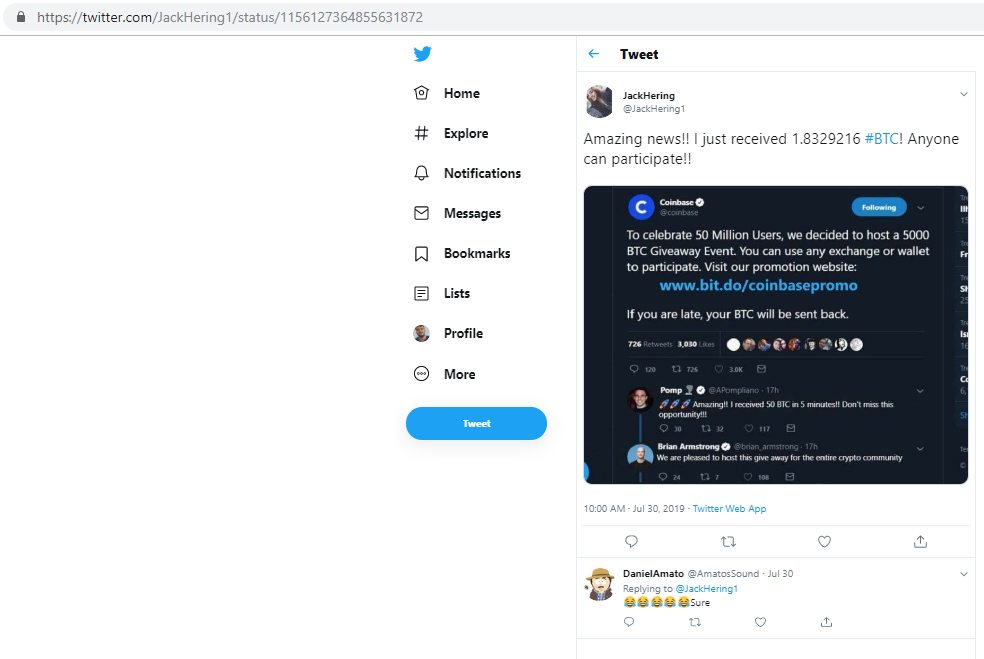 https://twitter.com/JackHering1/status/1156127364855631872
Home
Explore
Notifications
Messages
Bookmarks
Lists
Profile
More
Tweet
Tweet
JackHering
@JackHering1
Amazing news!! I just received 1.8329216 #BTC! Anyone
can participate!!
Coinbase
@coinbase
Following
To celebrate 50 Million Users, we decided to host a 5000
BTC Giveaway Event. You can use any exchange or wallet
to participate. Visit our promotion website:
www.bit.do/coinbasepromo
If you are late, your BTC will be sent back.
726 Retweets 3,030 Likes
120 726 3.0K
Pomp 🌪 @APompliano · 17h
🚀🚀🚀 Amazing!! I received 50 BTC in 5 minutes!! Don't miss this
opportunity!!!
30 32 117
Brian Armstrong @brian_armstrong · 17h
We are pleased to host this give away for the entire crypto community
24 7 108
10:00 AM · Jul 30, 2019 · Twitter Web App
DanielAmato @AmatosSound · Jul 30
Replying to @JackHering1
😂😂😂😂😂Sure